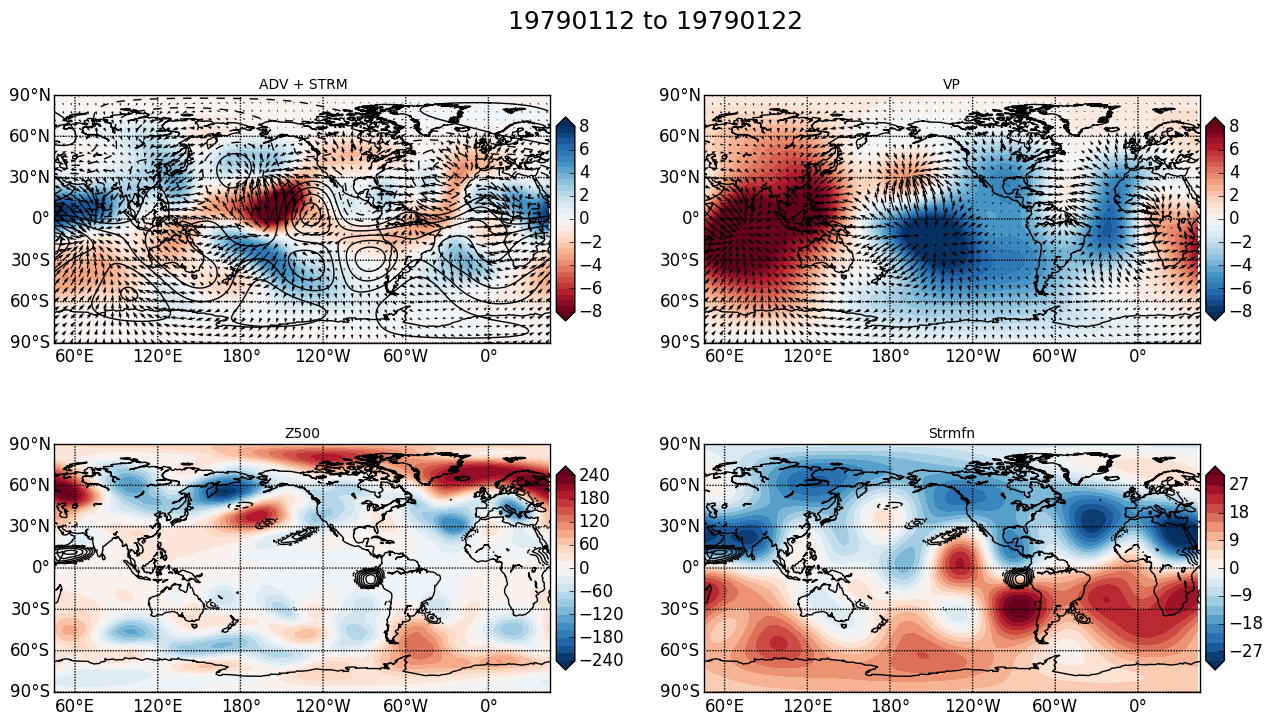 19790112 to 19790122
ADV + STRM
90°N
60°N
30°N
0°
30°S
60°S
90°S
60°E 120°E 180° 120°W 60°W 0°
8
6
4
2
0
−2
−4
−6
−8
VP
90°N
60°N
30°N
0°
30°S
60°S
90°S
60°E 120°E 180° 120°W 60°W 0°
8
6
4
2
0
−2
−4
−6
−8
Z500
90°N
60°N
30°N
0°
30°S
60°S
90°S
60°E 120°E 180° 120°W 60°W 0°
240
180
120
60
0
−60
−120
−180
−240
Strmfn
90°N
60°N
30°N
0°
30°S
60°S
90°S
60°E 120°E 180° 120°W 60°W 0°
27
18
9
0
−9
−18
−27